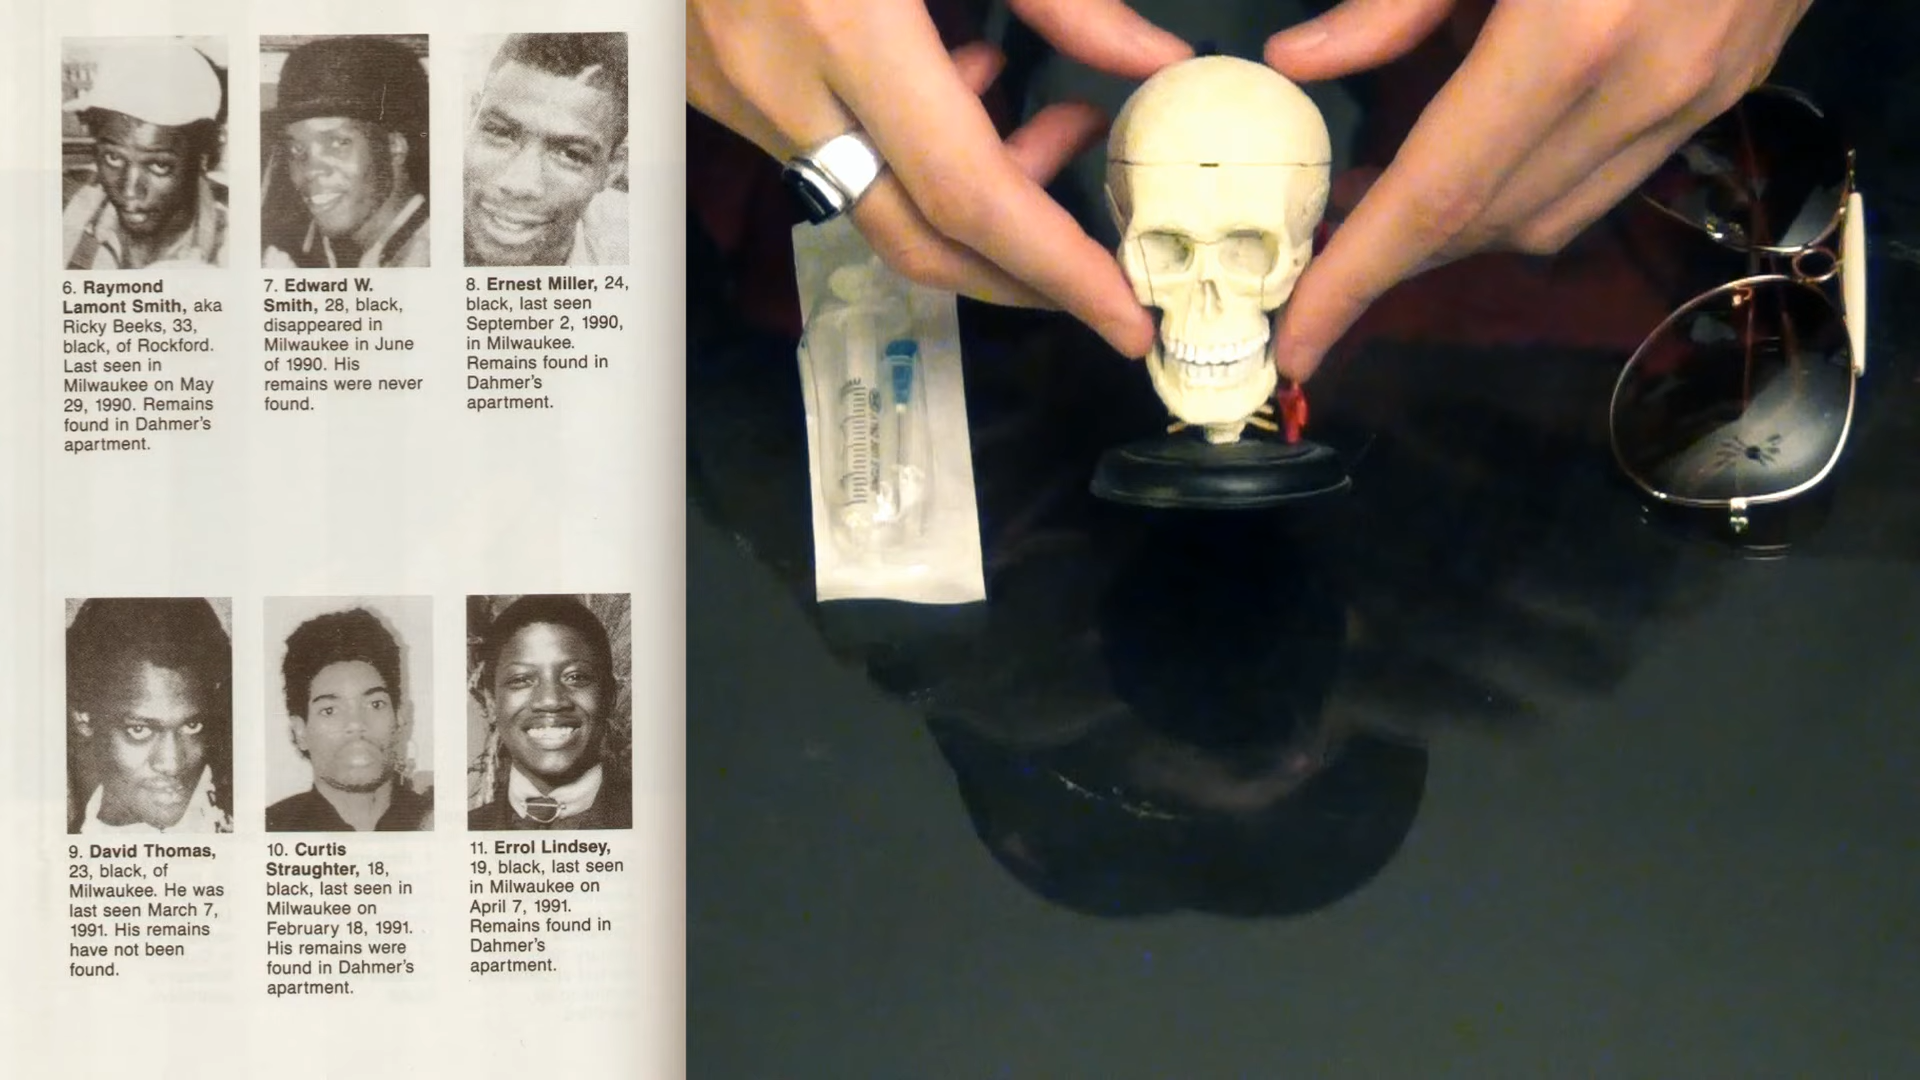 6. Raymond
Lamont Smith, aka
Ricky Beeks, 33,
black, of Rockford.
Last seen in
Milwaukee on May
29, 1990. Remains
found in Dahmer's
apartment.
7. Edward W.
Smith, 28, black,
disappeared in
Milwaukee in June
of 1990. His
remains were never
found.
8. Ernest Miller, 24,
black, last seen
September 2, 1990,
in Milwaukee.
Remains found in
Dahmer's
apartment.
9. David Thomas,
23, black, of
Milwaukee. He was
last seen March 7,
1991. His remains
have not been
found.
10. Curtis
Straughter, 18,
black, last seen in
Milwaukee on
February 18, 1991.
His remains were
found in Dahmer's
apartment.
11. Errol Lindsey,
19, black, last seen
in Milwaukee on
April 7, 1991.
Remains found in
Dahmer's
apartment.